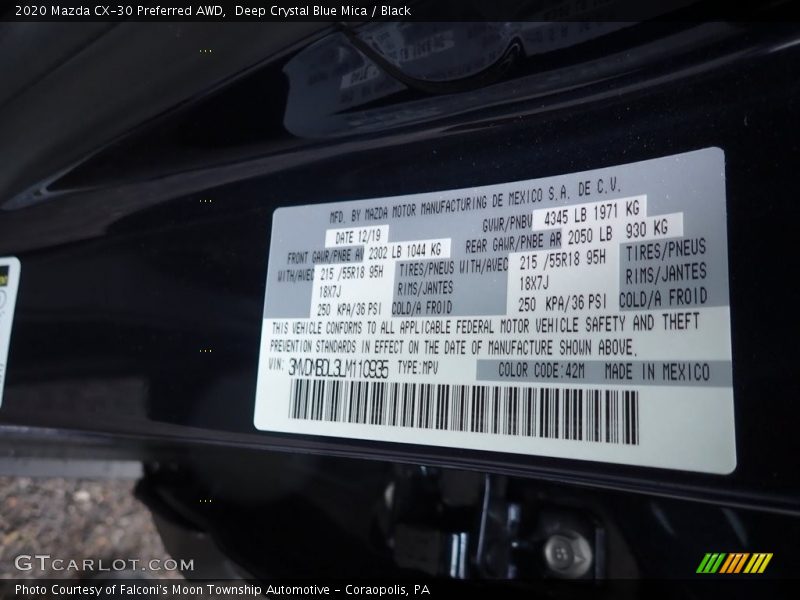 2020 Mazda CX-30 Preferred AWD, Deep Crystal Blue Mica / Black
MFD. BY MAZDA MOTOR MANUFACTURING DE MEXICO S.A. DE C.V.
DATE 12/19 GVWR/PNBV 4345 LB 1971 KG
FRONT GAWR/PNBE AV 2302 LB 1044 KG REAR GAWR/PNBE AR 2050 LB 930 KG
WITH/AVEC 215 /55R18 95H TIRES/PNEUS WITH/AVEC 215 /55R18 95H TIRES/PNEUS
18X7J RIMS/JANTES 18X7J RIMS/JANTES
250 KPA/36 PSI COLD/A FROID 250 KPA/36 PSI COLD/A FROID
THIS VEHICLE CONFORMS TO ALL APPLICABLE FEDERAL MOTOR VEHICLE SAFETY AND THEFT
PREVENTION STANDARDS IN EFFECT ON THE DATE OF MANUFACTURE SHOWN ABOVE.
VIN: 3MVDMBDL3LM110935 TYPE:MPV COLOR CODE:42M MADE IN MEXICO
GTCARLOT.COM
Photo Courtesy of Falconi's Moon Township Automotive - Coraopolis, PA